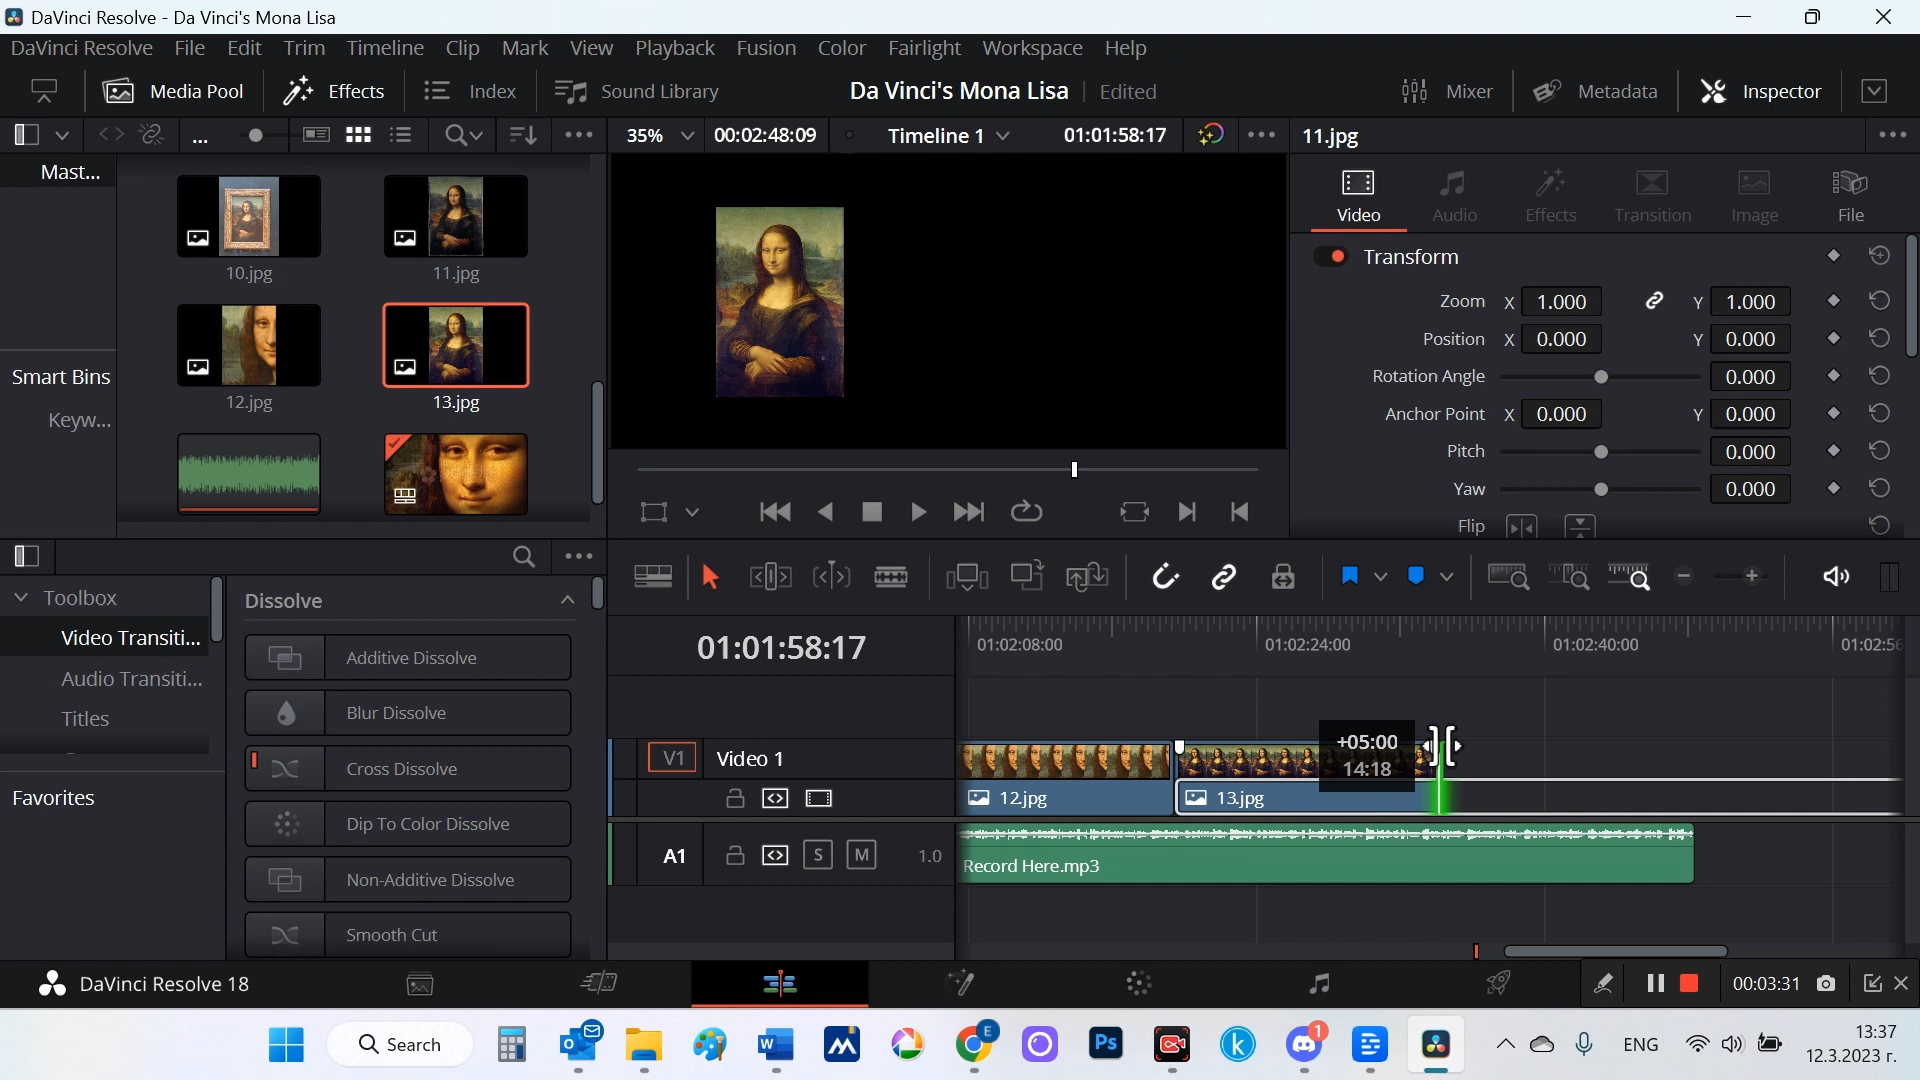 DaVinci Resolve - Da Vinci's Mona Lisa
DaVinci Resolve File Edit Trim Timeline Clip Mark View Playback Fusion Color Fairlight Workspace Help
Media Pool Effects Index Sound Library Da Vinci's Mona Lisa Edited Mixer Metadata Inspector
... 35% 00:02:48:09 Timeline 1 01:01:58:17 11.jpg
Mast...
10.jpg 11.jpg
12.jpg 13.jpg
Smart Bins
Keyw...
Video Audio Effects Transition Image File
Transform
Zoom X 1.000 Y 1.000
Position X 0.000 Y 0.000
Rotation Angle 0.000
Anchor Point X 0.000 Y 0.000
Pitch 0.000
Yaw 0.000
Flip
Toolbox
Video Transiti...
Audio Transiti...
Titles
Favorites
Dissolve
Additive Dissolve
Blur Dissolve
Cross Dissolve
Dip To Color Dissolve
Non-Additive Dissolve
Smooth Cut
01:01:58:17 01:02:08:00 01:02:24:00 01:02:40:00 01:02:56
V1 Video 1
+05:00
14:18
12.jpg 13.jpg
A1 S M 1.0
Record Here.mp3
DaVinci Resolve 18 00:03:31
Search E W Ps k 1 ENG 13:37
12.3.2023 г.